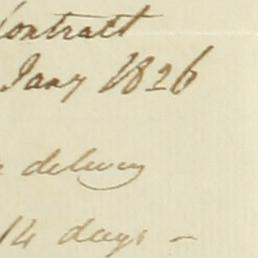 Contract
Jany 1826
delivery
14 days -